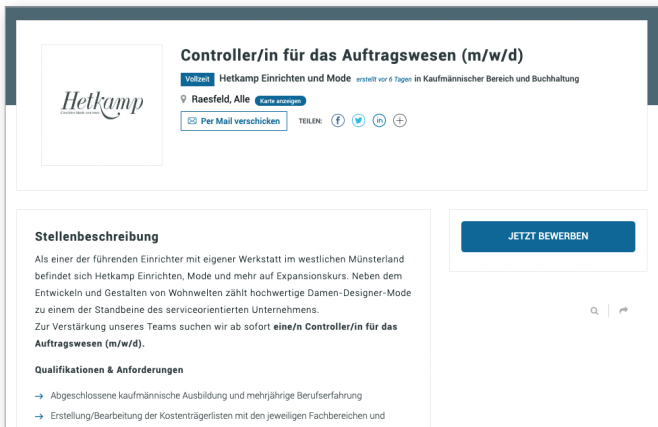 Controller/in für das Auftragswesen (m/w/d)
Vollzeit Hetkamp Einrichten und Mode erstellt vor 6 Tagen in Kaufmännischer Bereich und Buchhaltung
Hetkamp
Raesfeld, Alle Karte anzeigen
Per Mail verschicken TEILEN:
Stellenbeschreibung
Als einer der führenden Einrichter mit eigener Werkstatt im westlichen Münsterland
befindet sich Hetkamp Einrichten, Mode und mehr auf Expansionskurs. Neben dem
Entwickeln und Gestalten von Wohnwelten zählt hochwertige Damen-Designer-Mode
zu einem der Standbeine des serviceorientierten Unternehmens.
Zur Verstärkung unseres Teams suchen wir ab sofort eine/n Controller/in für das
Auftragswesen (m/w/d).
Qualifikationen & Anforderungen
Abgeschlossene kaufmännische Ausbildung und mehrjährige Berufserfahrung
Erstellung/Bearbeitung der Kostenträgerlisten mit den jeweiligen Fachbereichen und
JETZT BEWERBEN